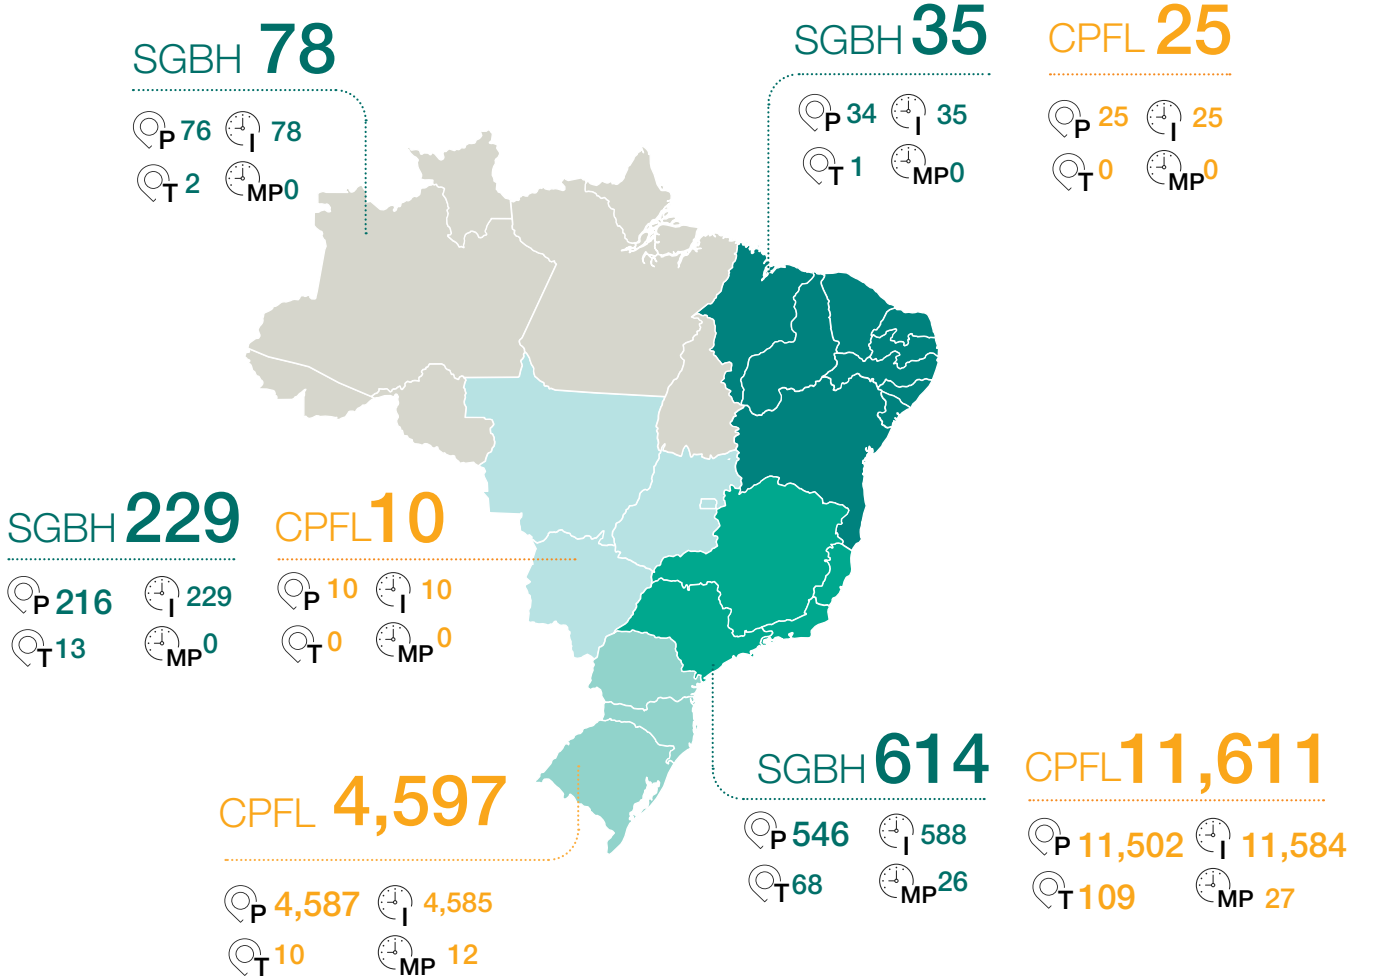 SGBH 78
P 76 I 78
T 2 MP 0
SGBH 35
P 34 I 35
T 1 MP 0
CPFL 25
P 25 I 25
T 0 MP 0
SGBH 229
P 216 I 229
T 13 MP 0
CPFL 10
P 10 I 10
T 0 MP 0
CPFL 4,597
P 4,587 I 4,585
T 10 MP 12
SGBH 614
P 546 I 588
T 68 MP 26
CPFL 11,611
P 11,502 I 11,584
T 109 MP 27